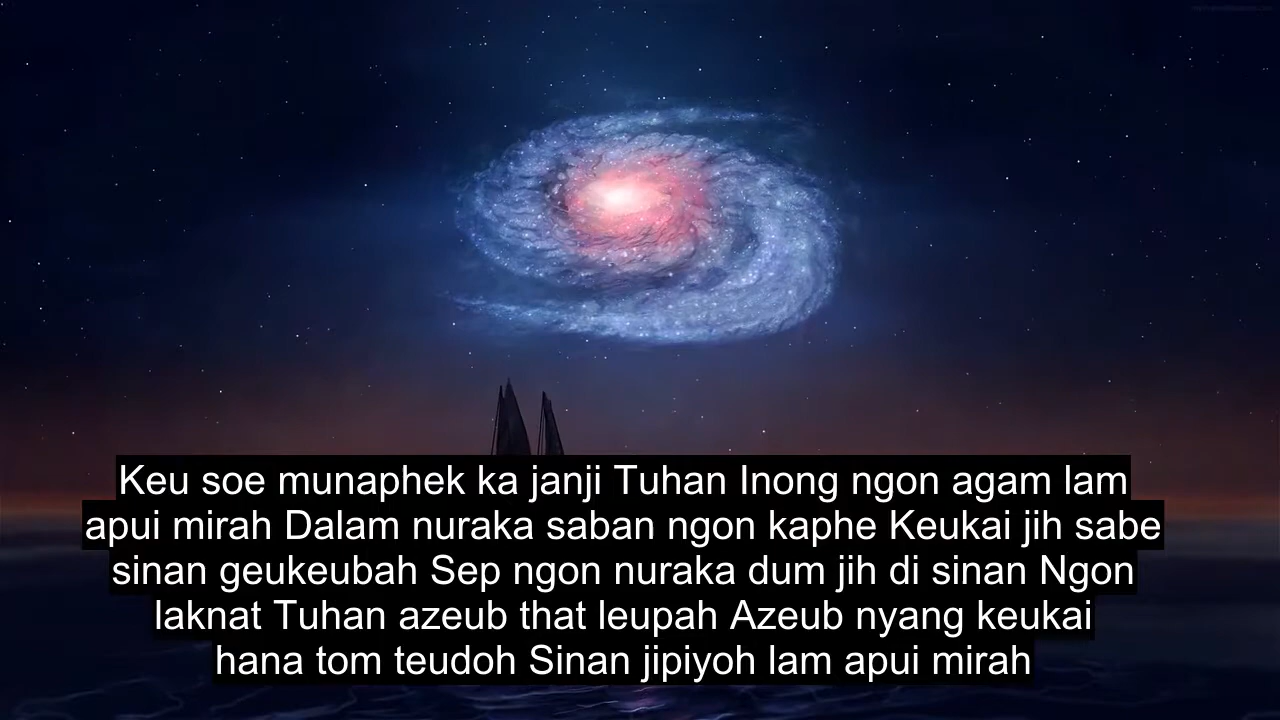 Keu soe munaphek ka janji Tuhan Inong ngon agam lam
apui mirah Dalam nuraka saban ngon kaphe Keukai jih sabe
sinan geukeubah Sep ngon nuraka dum jih di sinan Ngon
laknat Tuhan azeub that leupah Azeub nyang keukai
hana tom teudoh Sinan jipiyoh lam apui mirah